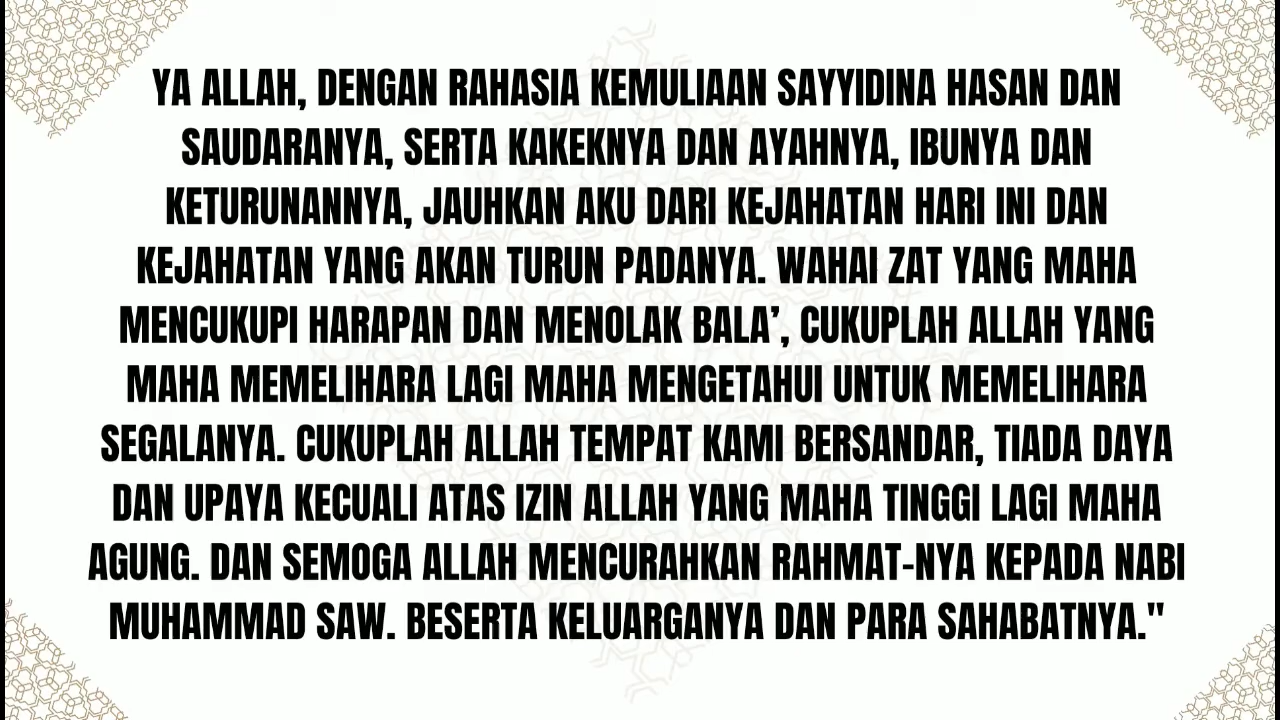 YA ALLAH, DENGAN RAHASIA KEMULIAAN SAYYIDINA HASAN DAN
SAUDARANYA, SERTA KAKEKNYA DAN AYAHNYA, IBUNYA DAN
KETURUNANNYA, JAUHKAN AKU DARI KEJAHATAN HARI INI DAN
KEJAHATAN YANG AKAN TURUN PADANYA. WAHAI ZAT YANG MAHA
MENCUKUPI HARAPAN DAN MENOLAK BALA’, CUKUPLAH ALLAH YANG
MAHA MEMELIHARA LAGI MAHA MENGETAHUI UNTUK MEMELIHARA
SEGALANYA. CUKUPLAH ALLAH TEMPAT KAMI BERSANDAR, TIADA DAYA
DAN UPAYA KECUALI ATAS IZIN ALLAH YANG MAHA TINGGI LAGI MAHA
AGUNG. DAN SEMOGA ALLAH MENCURAHKAN RAHMAT-NYA KEPADA NABI
MUHAMMAD SAW. BESERTA KELUARGANYA DAN PARA SAHABATNYA."